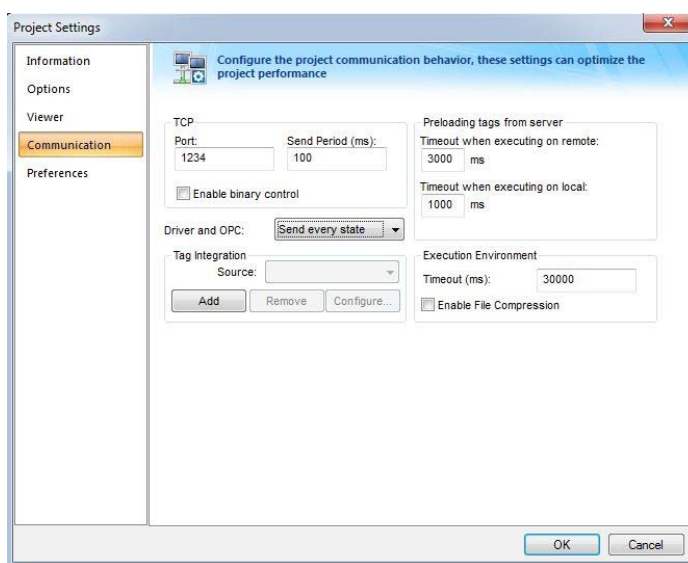 Project Settings
Information
Options
Viewer
Communication
Preferences
Configure the project communication behavior, these settings can optimize the
project performance
TCP
Port:
Send Period (ms):
1234
100
Enable binary control
Driver and OPC:
Send every state
Tag Integration
Source:
Add
Remove
Configure...
Preloading tags from server
Timeout when executing on remote:
3000 ms
Timeout when executing on local:
1000 ms
Execution Environment
Timeout (ms):
30000
Enable File Compression
OK
Cancel